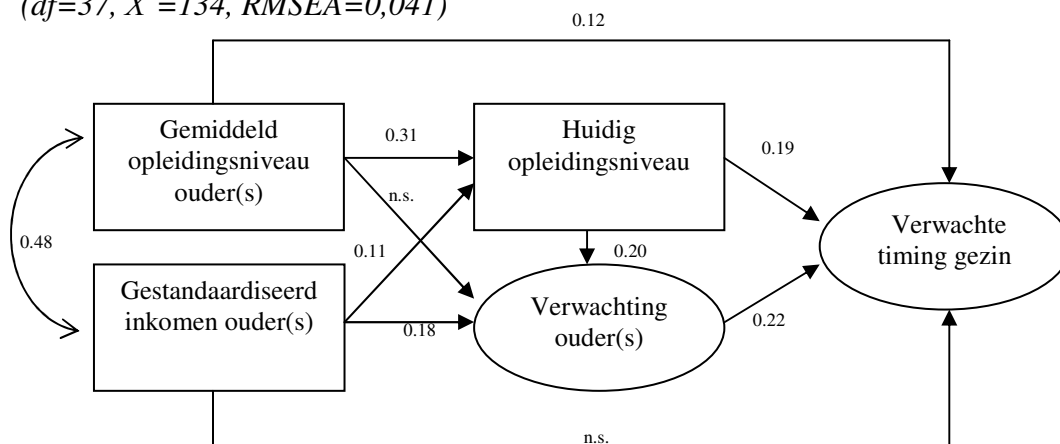 (df=37, X =134, RMSEA=0,041)
0.12
Gemiddeld
opleidingsniveau
ouder(s)
0.31
Huidig
opleidingsniveau
0.19
n.s.
0.48
0.11
0.20
Verwachte
timing gezin
Gestandaardiseerd
inkomen ouder(s)
0.18
Verwachting
ouder(s)
0.22
n.s.